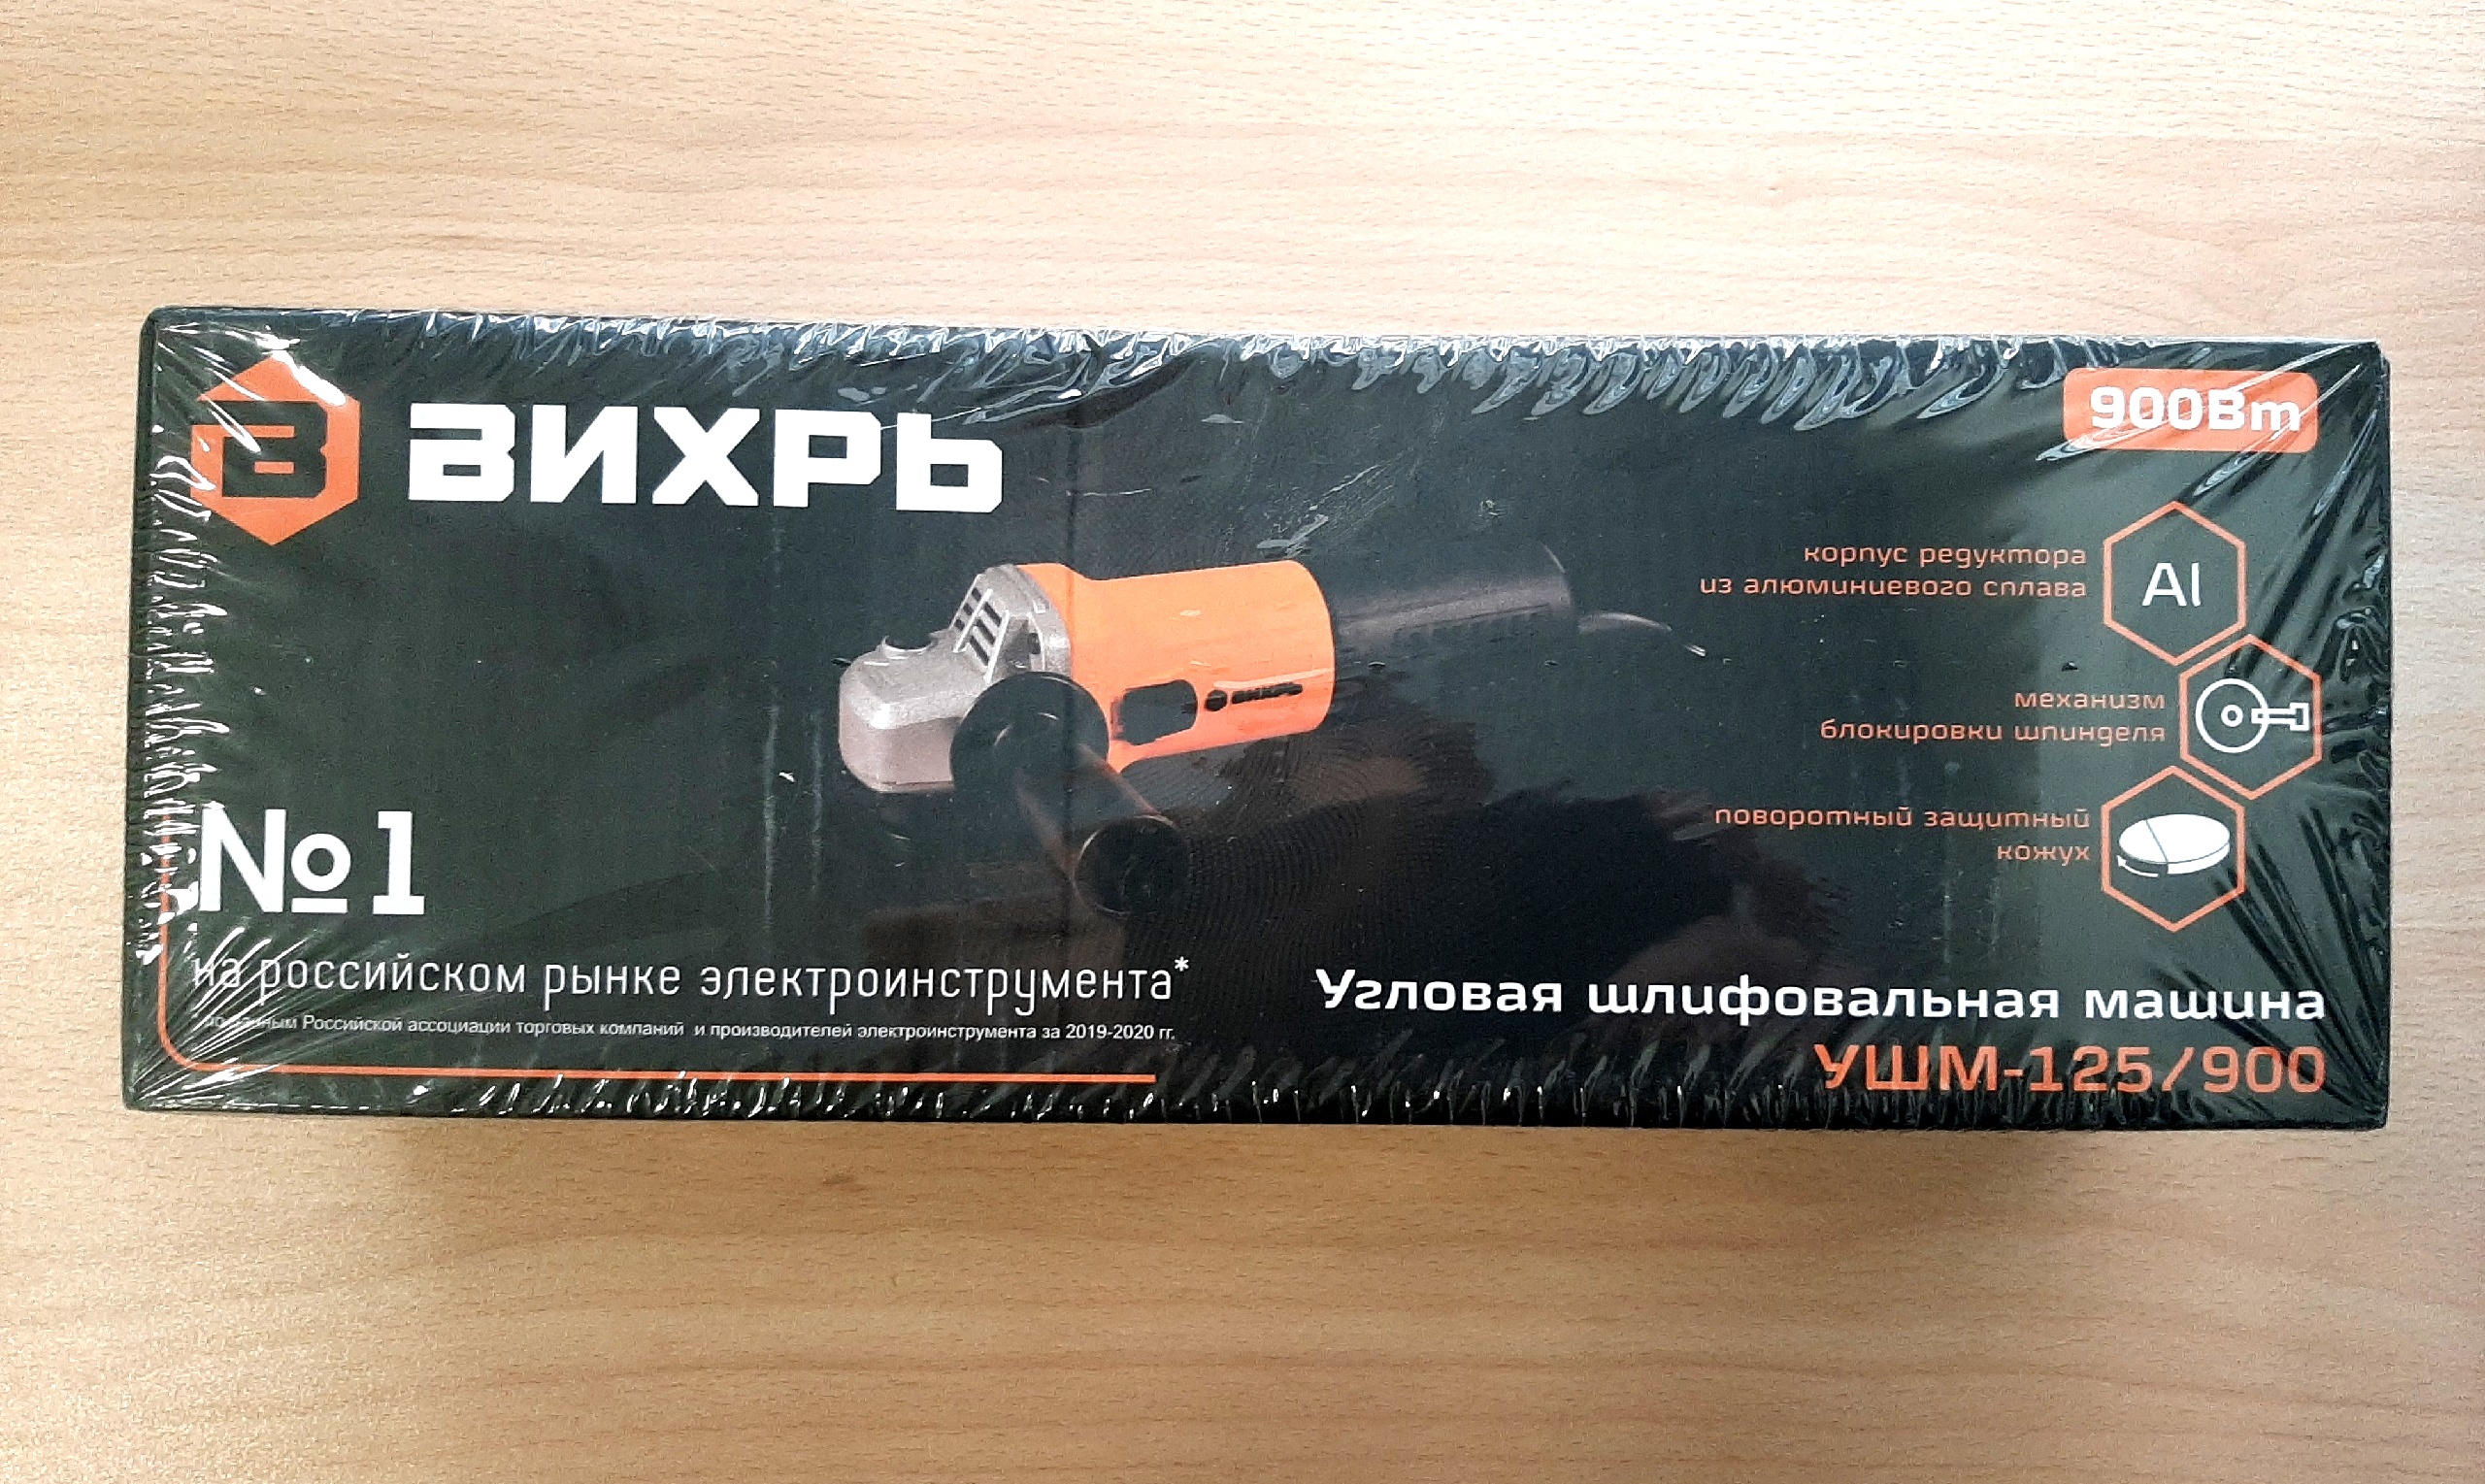 В ВИХРЬ
900Вт
корпус редуктора
из алюминиевого сплава
Al
ВИХРЬ
механизм
блокировки шпинделя
поворотный защитный
кожух
№1
на российском рынке электроинструмента*
данным Российской ассоциации торговых компаний и производителей электроинструмента за 2019-2020 гг.
Угловая шлифовальная машина
УШМ-125/900